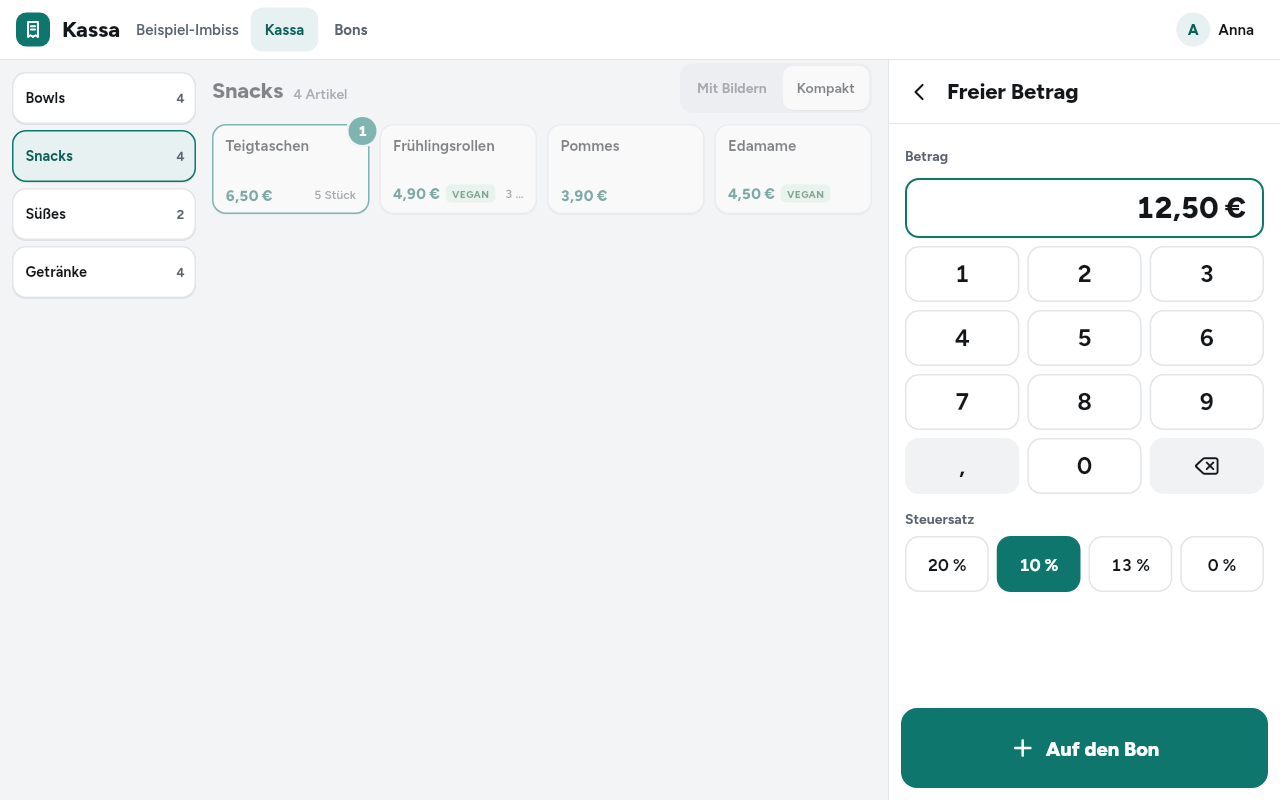 Kassa Beispiel-Imbiss Kassa Bons A Anna
Bowls 4
Snacks 4
Süßes 2
Getränke 4
Snacks 4 Artikel Mit Bildern Kompakt
1
Teigtaschen
6,50 € 5 Stück
Frühlingsrollen
4,90 € VEGAN 3 ...
Pommes
3,90 €
Edamame
4,50 € VEGAN
Freier Betrag
Betrag
12,50 €
1 2 3
4 5 6
7 8 9
, 0
Steuersatz
20 % 10 % 13 % 0 %
Auf den Bon